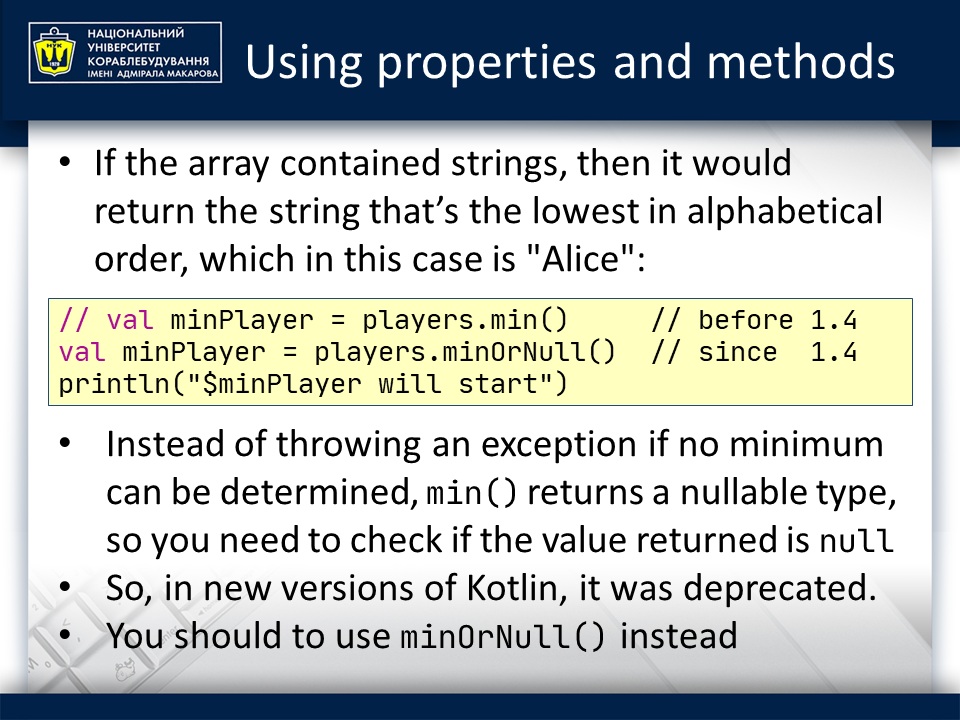 НАЦІОНАЛЬНИЙ
УНІВЕРСИТЕТ
КОРАБЛЕБУДУВАННЯ
ІМЕНІ АДМІРАЛА МАКАРОВА
НУК
1920
Using properties and methods
• If the array contained strings, then it would
return the string that’s the lowest in alphabetical
order, which in this case is "Alice":
// val minPlayer = players.min()     // before 1.4
val minPlayer = players.minOrNull()  // since  1.4
println("$minPlayer will start")
• Instead of throwing an exception if no minimum
can be determined, min() returns a nullable type,
so you need to check if the value returned is null
• So, in new versions of Kotlin, it was deprecated.
• You should to use minOrNull() instead